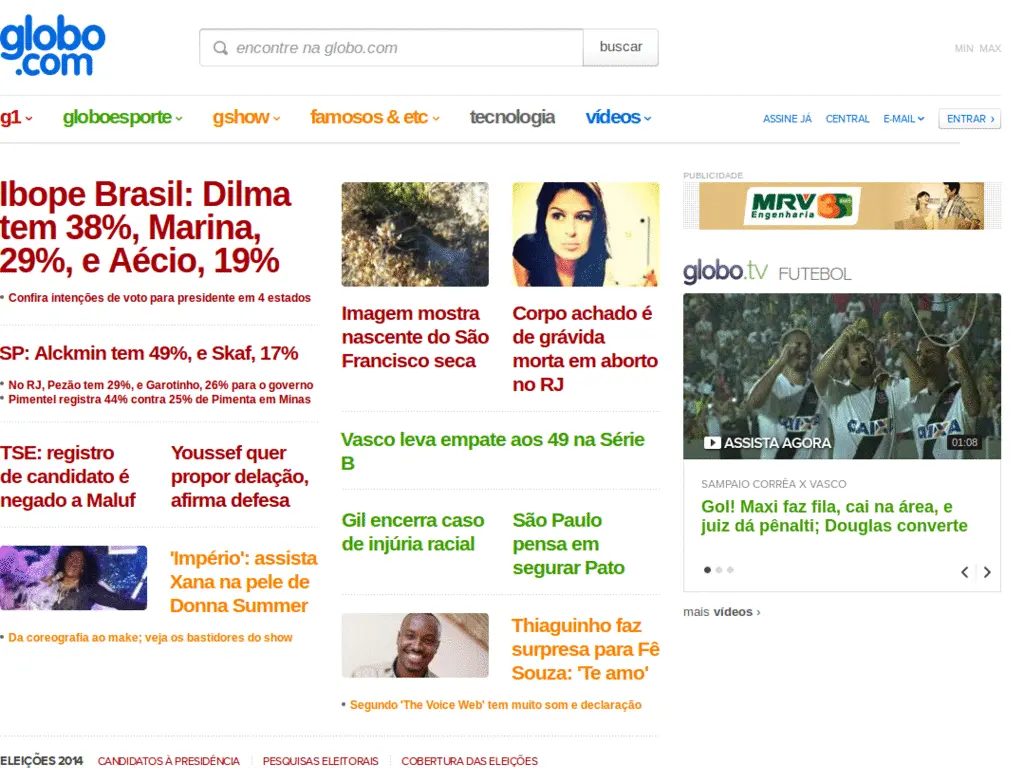 globo
.com
encontre na globo.com
buscar
MIN MAX
g1
globoesporte
gshow
famosos & etc
tecnologia
vídeos
ASSINE JÁ
CENTRAL
E-MAIL
ENTRAR ›
Ibope Brasil: Dilma
tem 38%, Marina,
29%, e Aécio, 19%
• Confira intenções de voto para presidente em 4 estados
SP: Alckmin tem 49%, e Skaf, 17%
• No RJ, Pezão tem 29%, e Garotinho, 26% para o governo
• Pimentel registra 44% contra 25% de Pimenta em Minas
TSE: registro
de candidato é
negado a Maluf
Youssef quer
propor delação,
afirma defesa
'Império': assista
Xana na pele de
Donna Summer
• Da coreografia ao make; veja os bastidores do show
Imagem mostra
nascente do São
Francisco seca
Corpo achado é
de grávida
morta em aborto
no RJ
Vasco leva empate aos 49 na Série
B
Gil encerra caso
de injúria racial
São Paulo
pensa em
segurar Pato
Thiaguinho faz
surpresa para Fê
Souza: 'Te amo'
• Segundo 'The Voice Web' tem muito som e declaração
PUBLICIDADE
MRV 3
Engenharia
globo.tv FUTEBOL
CAIXA
CAIXA
CAIXA
ASSISTA AGORA
01:08
SAMPAIO CORRÊA X VASCO
Gol! Maxi faz fila, cai na área, e
juiz dá pênalti; Douglas converte
mais vídeos ›
ELEIÇÕES 2014
CANDIDATOS À PRESIDÊNCIA
PESQUISAS ELEITORAIS
COBERTURA DAS ELEIÇÕES